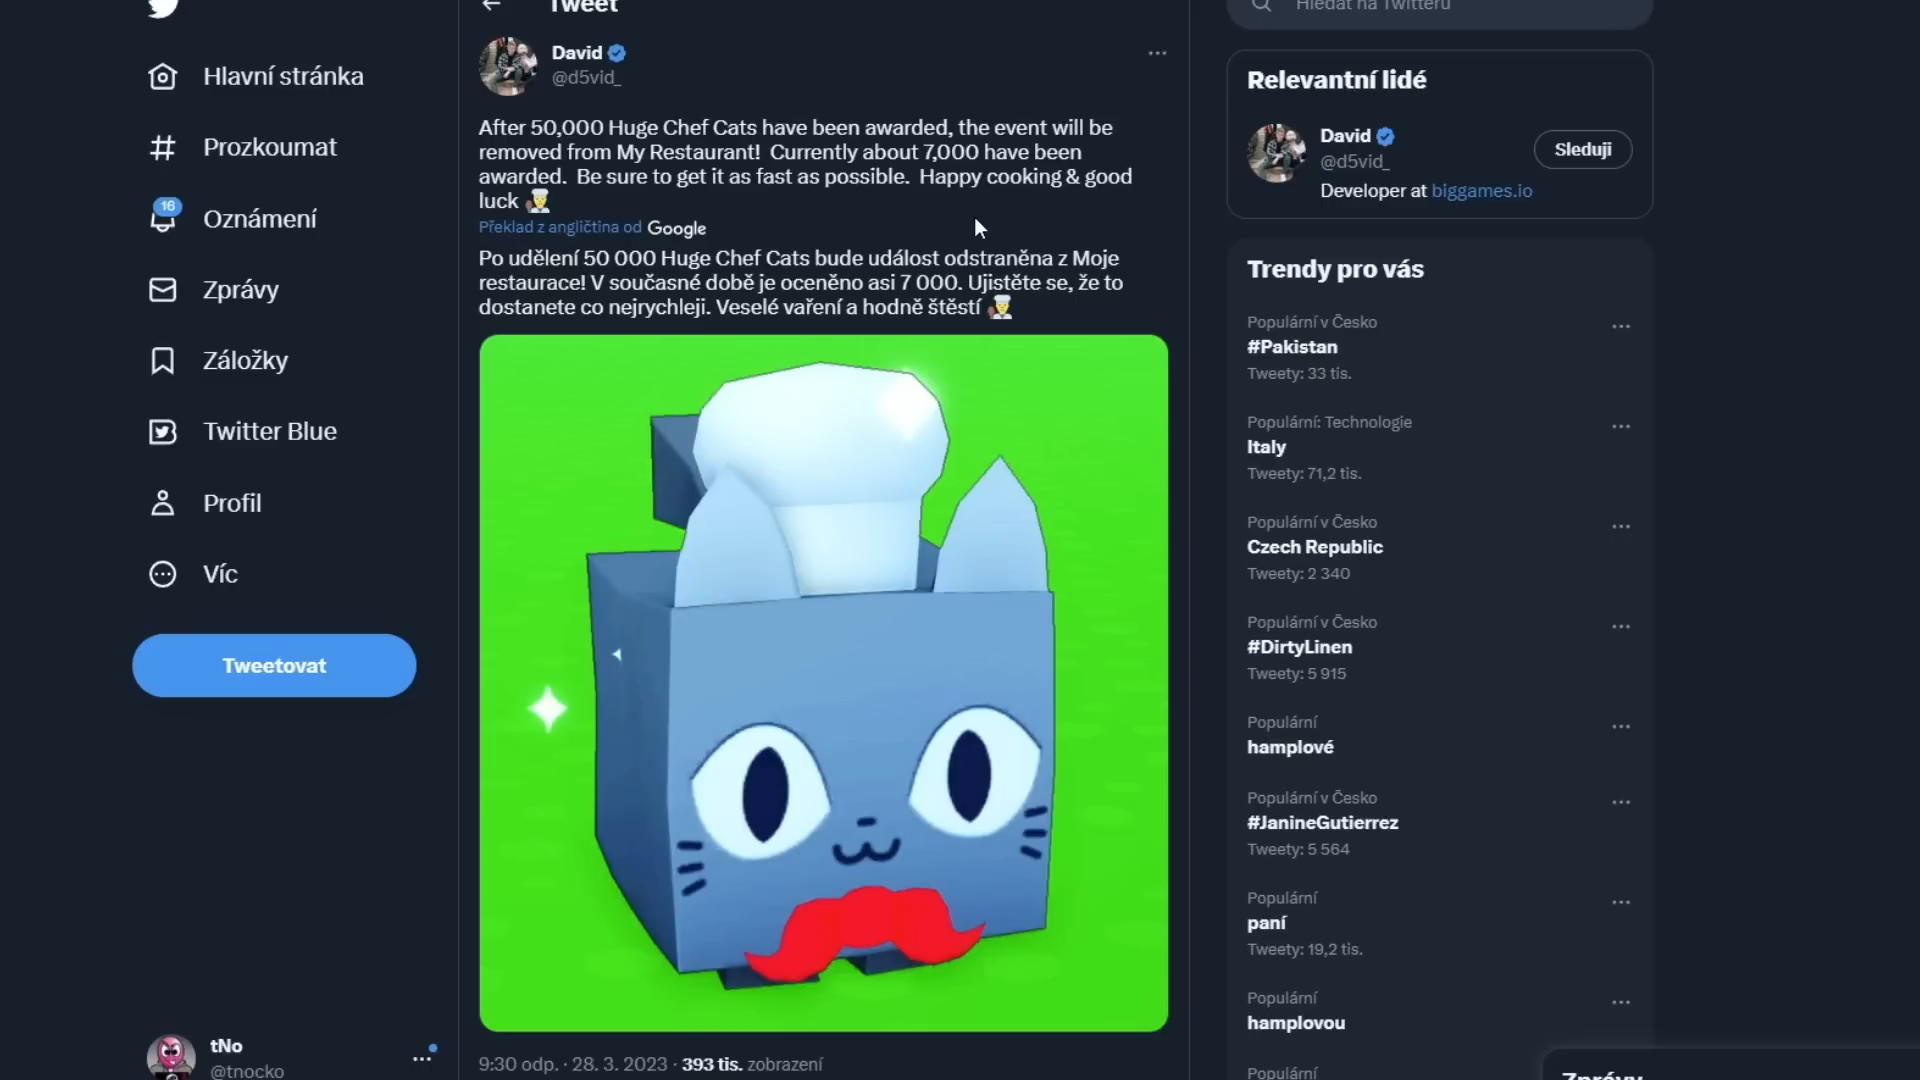 Tweet
Hledat na Twitteru
Hlavní stránka
Prozkoumat
16
Oznámení
Zprávy
Záložky
Twitter Blue
Profil
Víc
Tweetovat
tNo
@tnocko
David
@d5vid_
After 50,000 Huge Chef Cats have been awarded, the event will be
removed from My Restaurant! Currently about 7,000 have been
awarded. Be sure to get it as fast as possible. Happy cooking & good
luck 👨‍🍳
Překlad z angličtina od Google
Po udělení 50 000 Huge Chef Cats bude událost odstraněna z Moje
restaurace! V současné době je oceněno asi 7 000. Ujistěte se, že to
dostanete co nejrychleji. Veselé vaření a hodně štěstí 👨‍🍳
9:30 odp. · 28. 3. 2023 · 393 tis. zobrazení
Relevantní lidé
David
@d5vid_
Sleduji
Developer at biggames.io
Trendy pro vás
Populární v Česko
#Pakistan
Tweety: 33 tis.
Populární: Technologie
Italy
Tweety: 71,2 tis.
Populární v Česko
Czech Republic
Tweety: 2 340
Populární v Česko
#DirtyLinen
Tweety: 5 915
Populární
hamplové
Populární v Česko
#JanineGutierrez
Tweety: 5 564
Populární
paní
Tweety: 19,2 tis.
Populární
hamplovou
Populární
Zprávy